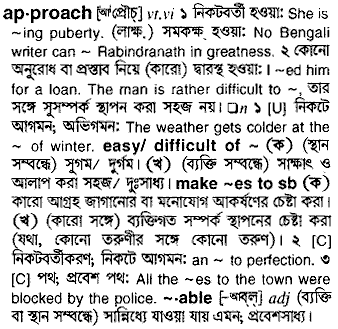 ap·proach [অ্যাপ্রৌচ্] vt.vi ১ নিকটবর্তী হওয়া: She is
~ing puberty. (লাক্ষ.) সমকক্ষ হওয়া: No Bengali
writer can ~ Rabindranath in greatness. ২ কোনো
অনুরোধ বা প্রস্তাব নিয়ে (কারো) দ্বারস্থ হওয়া: I ~ed him
for a loan. The man is rather difficult to ~, তার
সঙ্গে সুসম্পর্ক স্থাপন করা সহজ নয়। □n ১ [U] নিকটে
আগমন; অভিগমন: The weather gets colder at the
~ of winter. easy/ difficult of ~ (ক) (স্থান
সম্বন্ধে) সুগম/ দুর্গম। (খ) (ব্যক্তি সম্বন্ধে) সাক্ষাৎ ও
আলাপ করা সহজ/ দুঃসাধ্য। make ~es to sb (ক)
কারো আগ্রহ জাগানোর বা মনোযোগ আকর্ষণের চেষ্টা করা।
(খ) (কারো সঙ্গে) ব্যক্তিগত সম্পর্ক স্থাপনের চেষ্টা করা
(যথা, কোনো তরুণীর সঙ্গে কোনো তরুণ)। ২ [C]
নিকটবর্তীকরণ; নিকটে আগমন: an ~ to perfection. ৩
[C] পথ; প্রবেশ পথ: All the ~es to the town were
blocked by the police. ~·able [–অবল্] adj (ব্যক্তি
বা স্থান সম্বন্ধে) সান্নিধ্যে যাওয়া যায় এমন; প্রবেশসাধ্য।